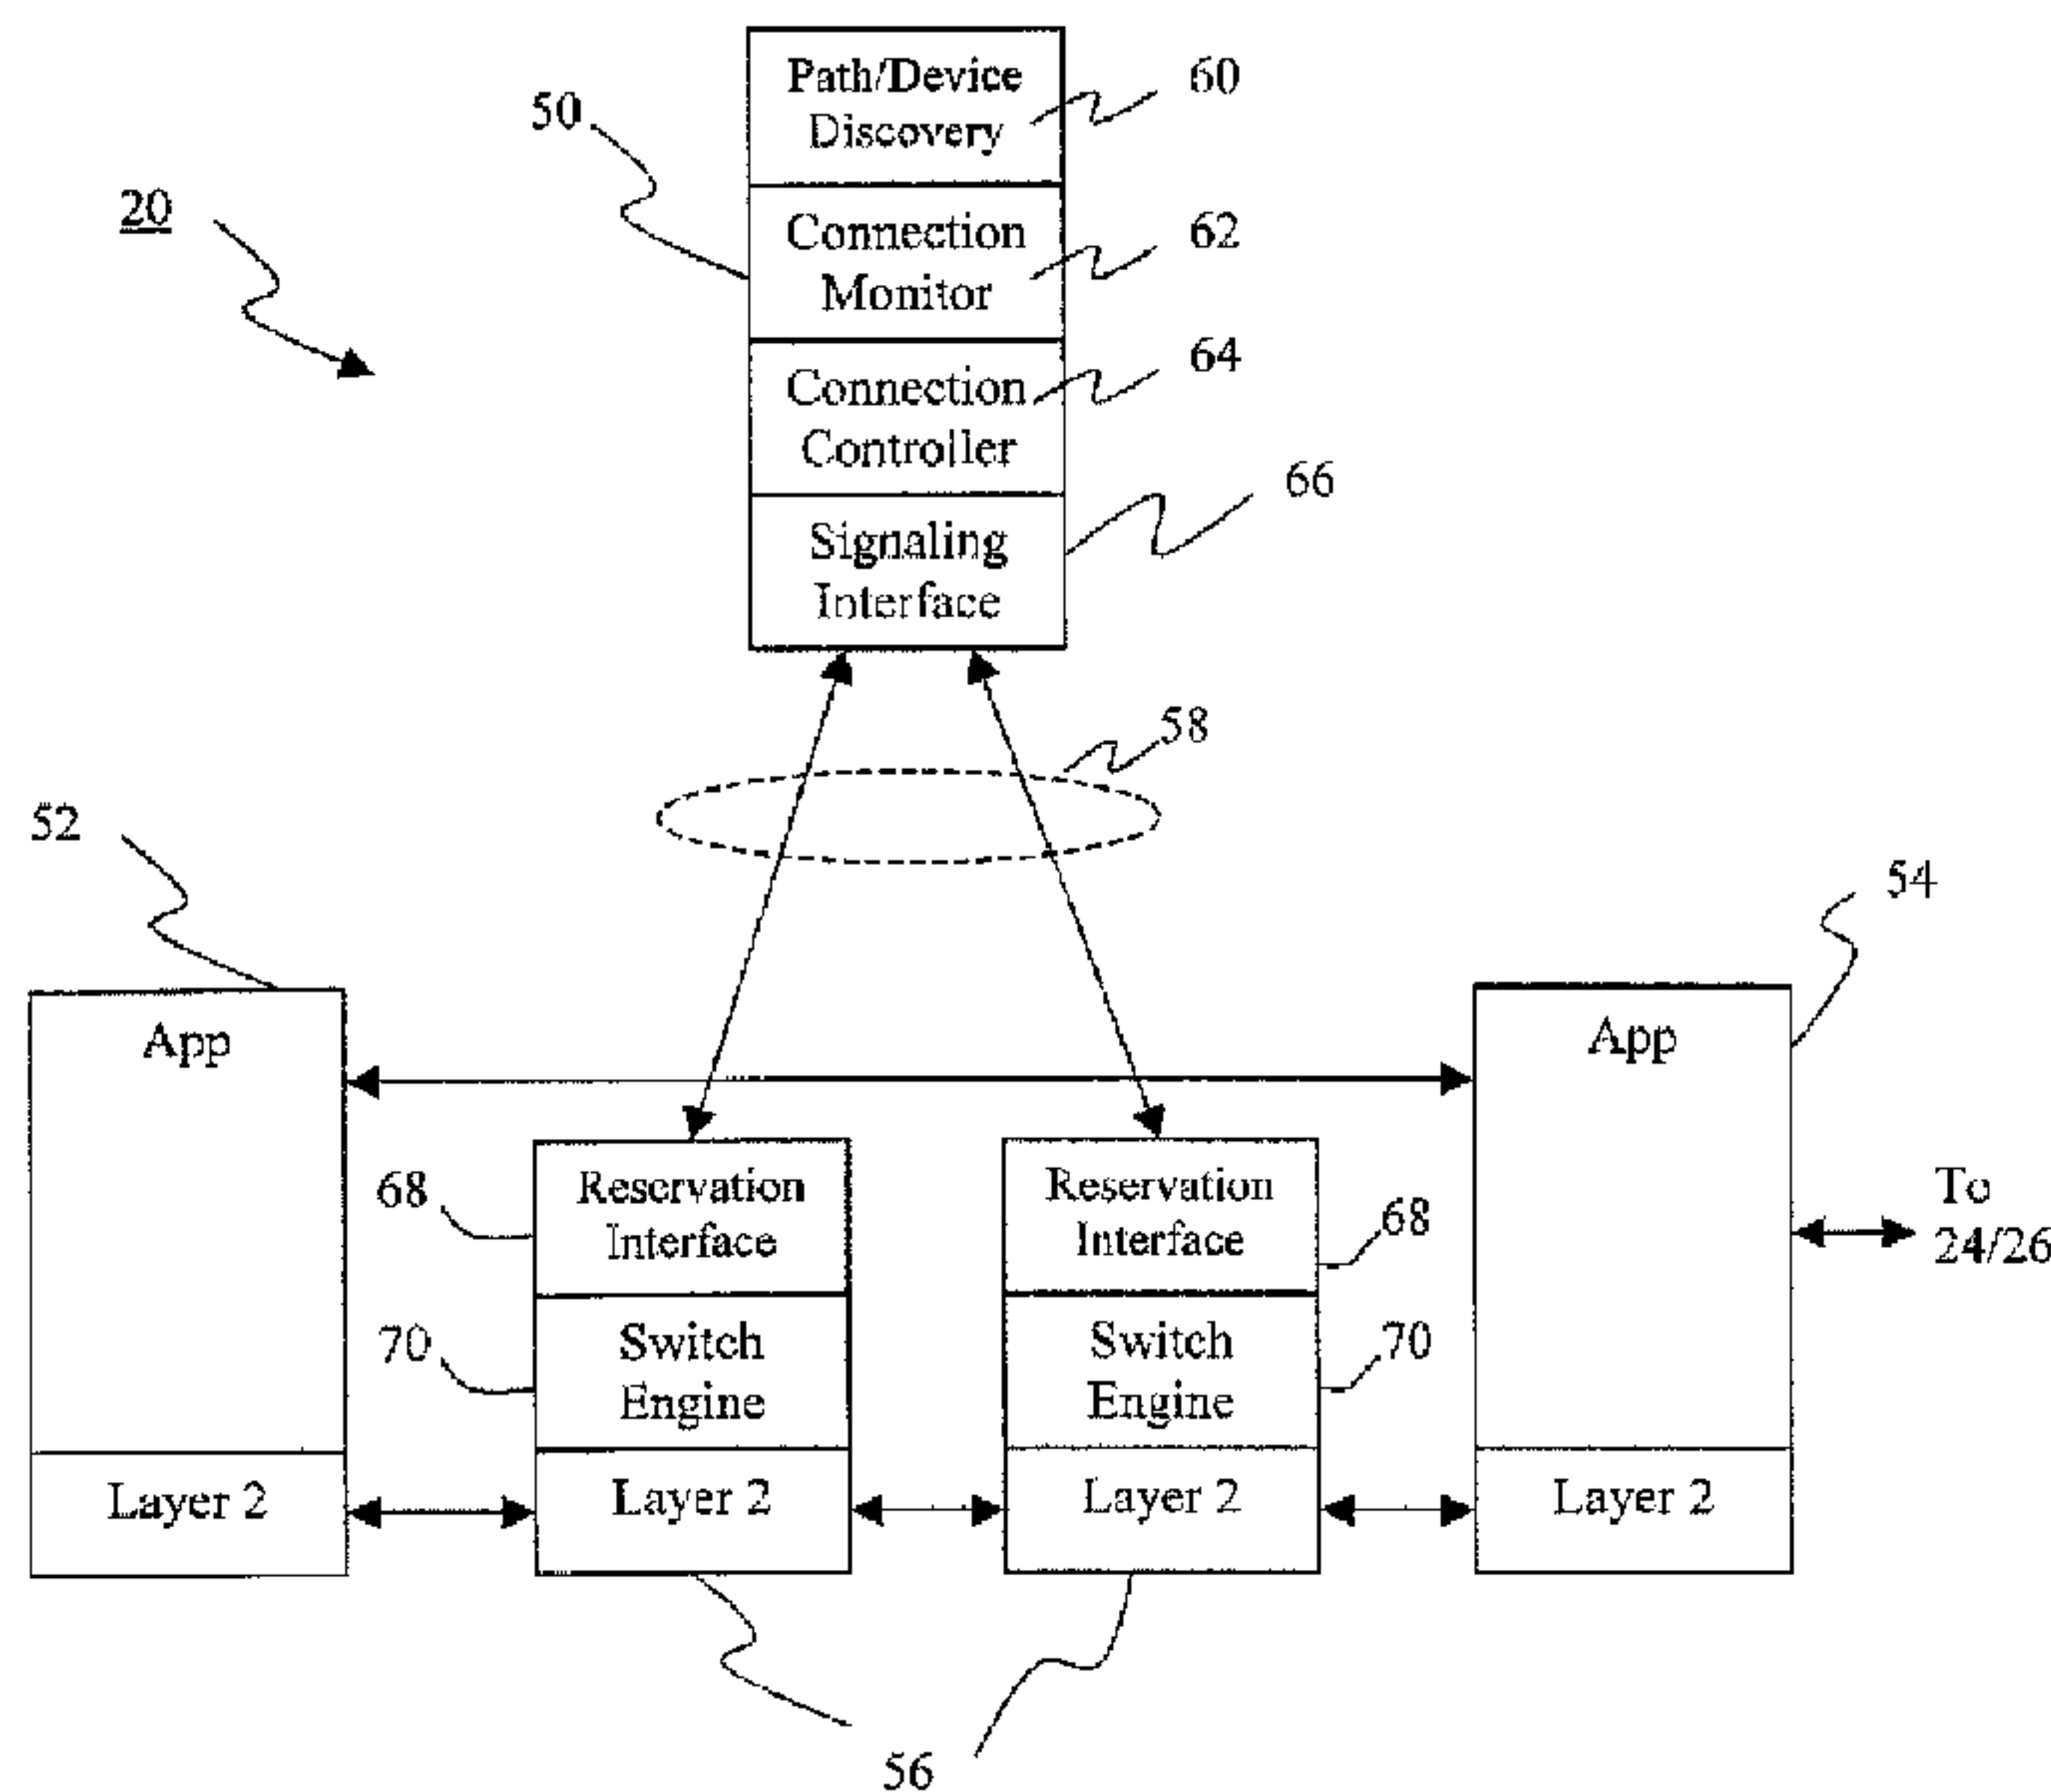 Path/Device
Discovery
60
50
20
Connection
Monitor
62
Connection
Controller
64
Signaling
Interface
66
58
52
54
App
App
68
Reservation
Interface
Reservation
Interface
68
To
24/26
70
Switch
Engine
Switch
Engine
70
Layer 2
Layer 2
Layer 2
Layer 2
56